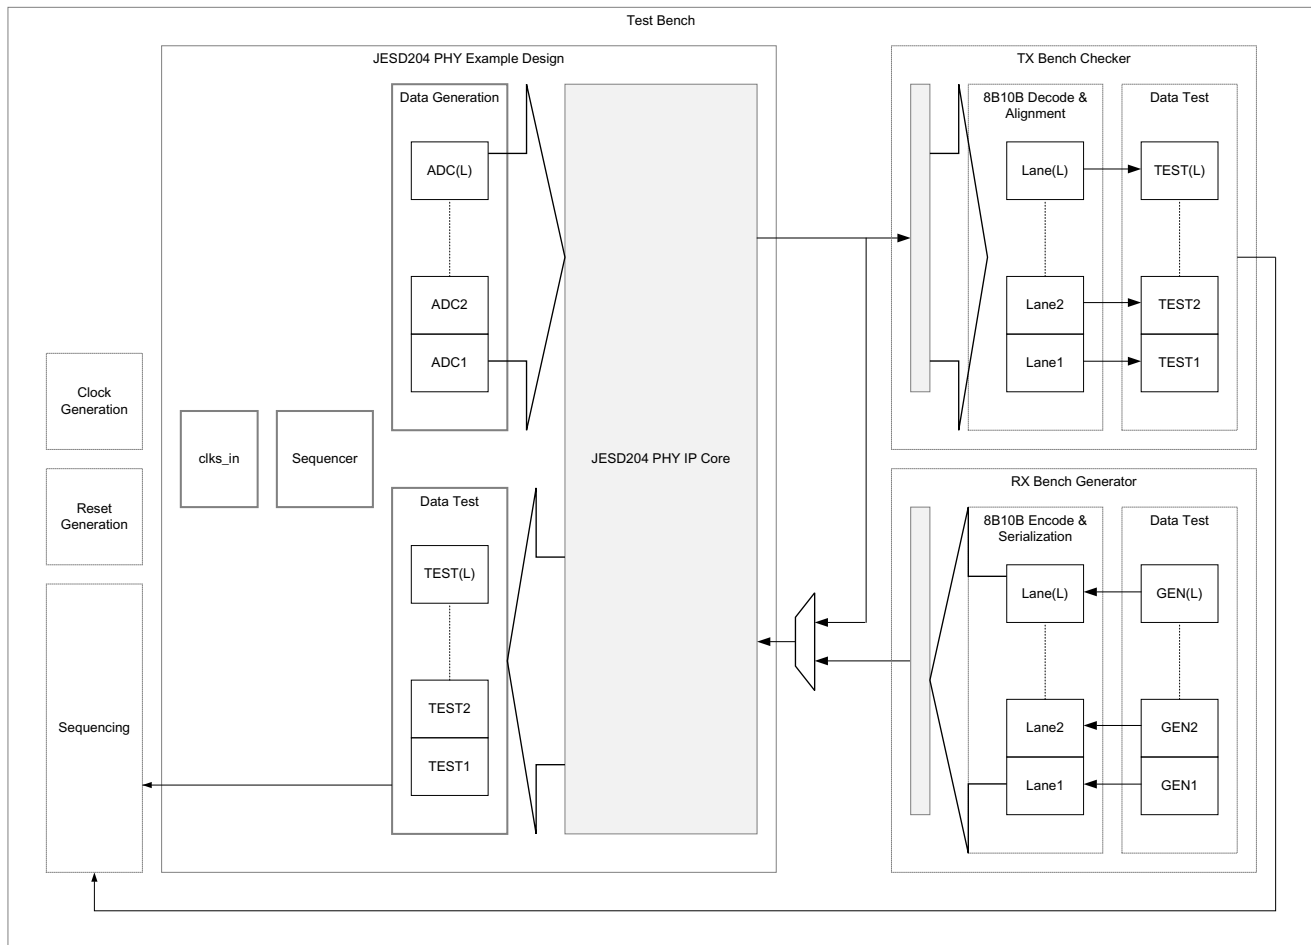 Test Bench
JESD204 PHY Example Design
Data Generation
ADC(L)
ADC2
ADC1
Clock
Generation
Reset
Generation
Sequencing
clks_in
Sequencer
JESD204 PHY IP Core
Data Test
TEST(L)
TEST2
TEST1
TX Bench Checker
8B10B Decode &
Alignment
Lane(L)
Lane2
Lane1
Data Test
TEST(L)
TEST2
TEST1
RX Bench Generator
8B10B Encode &
Serialization
Lane(L)
Lane2
Lane1
Data Test
GEN(L)
GEN2
GEN1